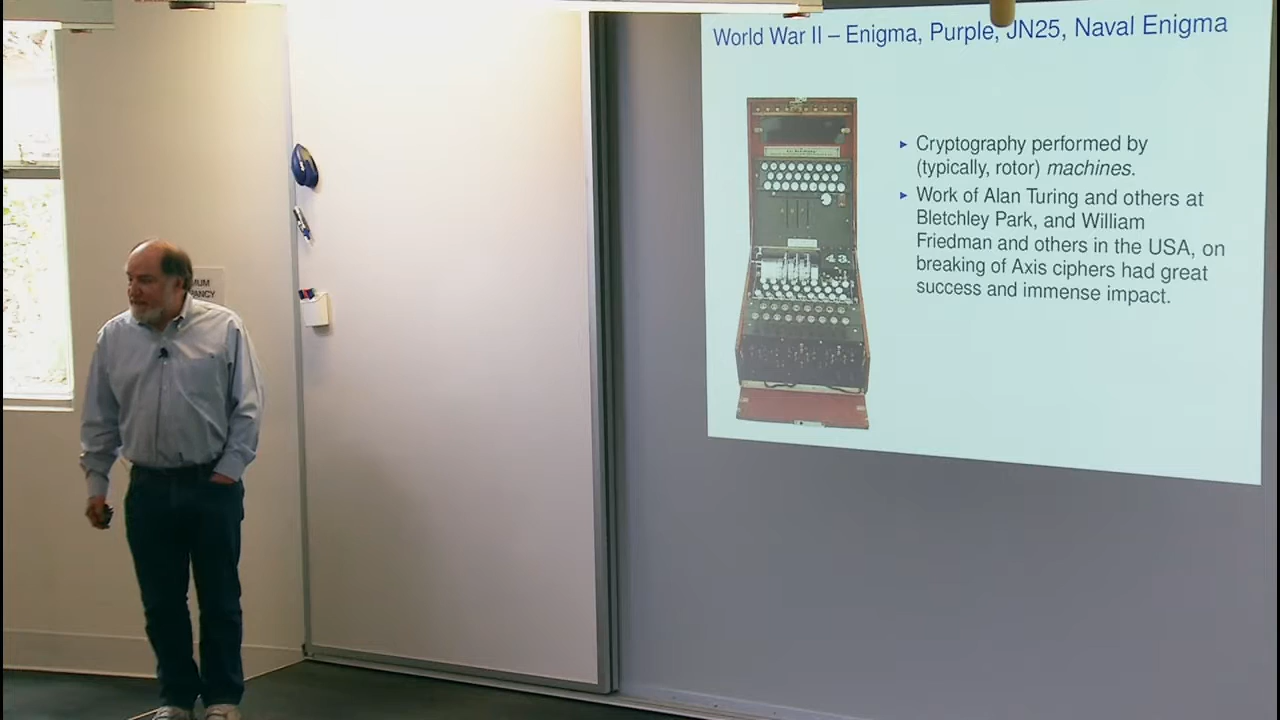 World War II – Enigma, Purple, JN25, Naval Enigma
Cryptography performed by
(typically, rotor) machines.
Work of Alan Turing and others at
Bletchley Park, and William
Friedman and others in the USA, on
breaking of Axis ciphers had great
success and immense impact.